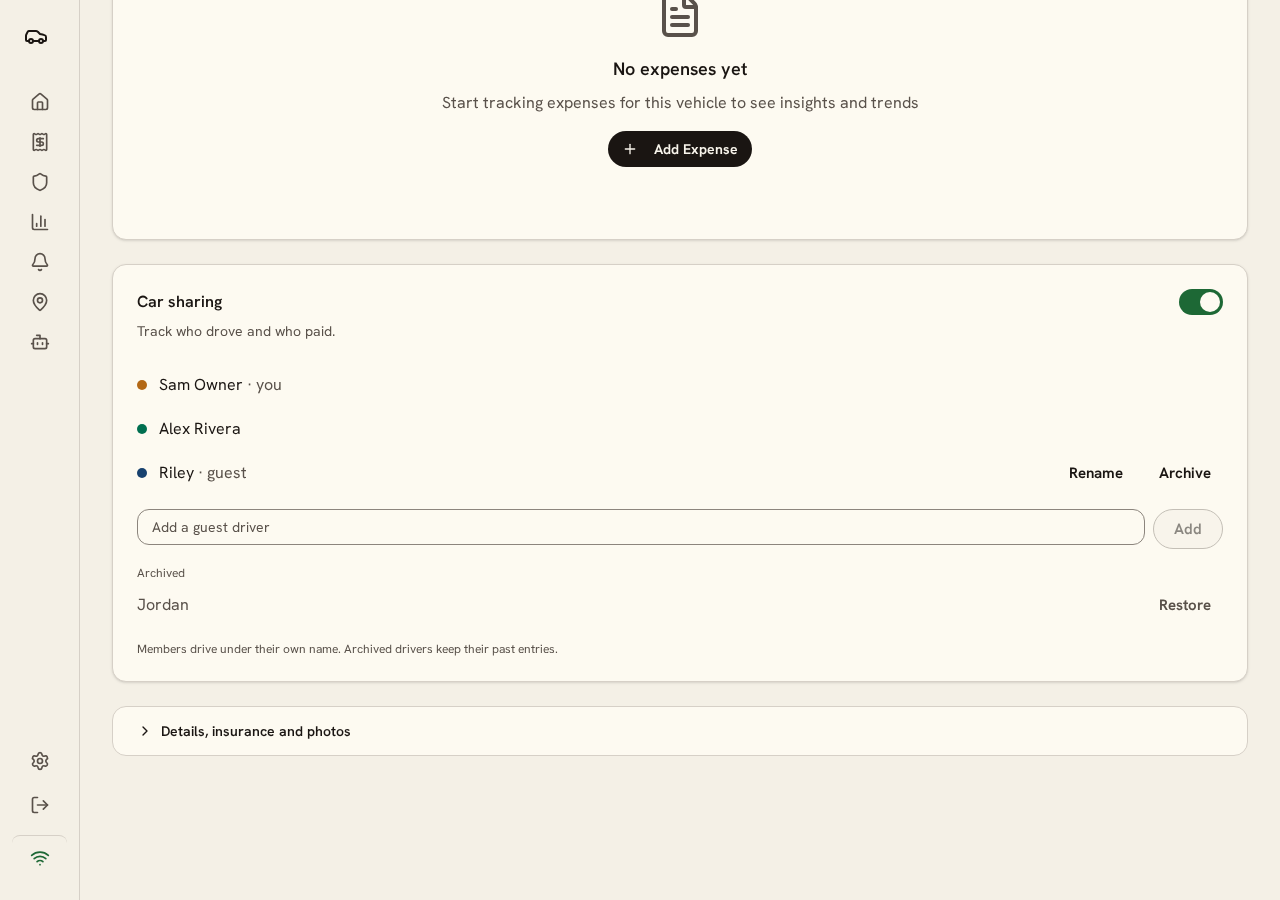 No expenses yet
Start tracking expenses for this vehicle to see insights and trends
Add Expense
Car sharing
Track who drove and who paid.
Sam Owner · you
Alex Rivera
Riley · guest Rename Archive
Add a guest driver Add
Archived
Jordan Restore
Members drive under their own name. Archived drivers keep their past entries.
Details, insurance and photos